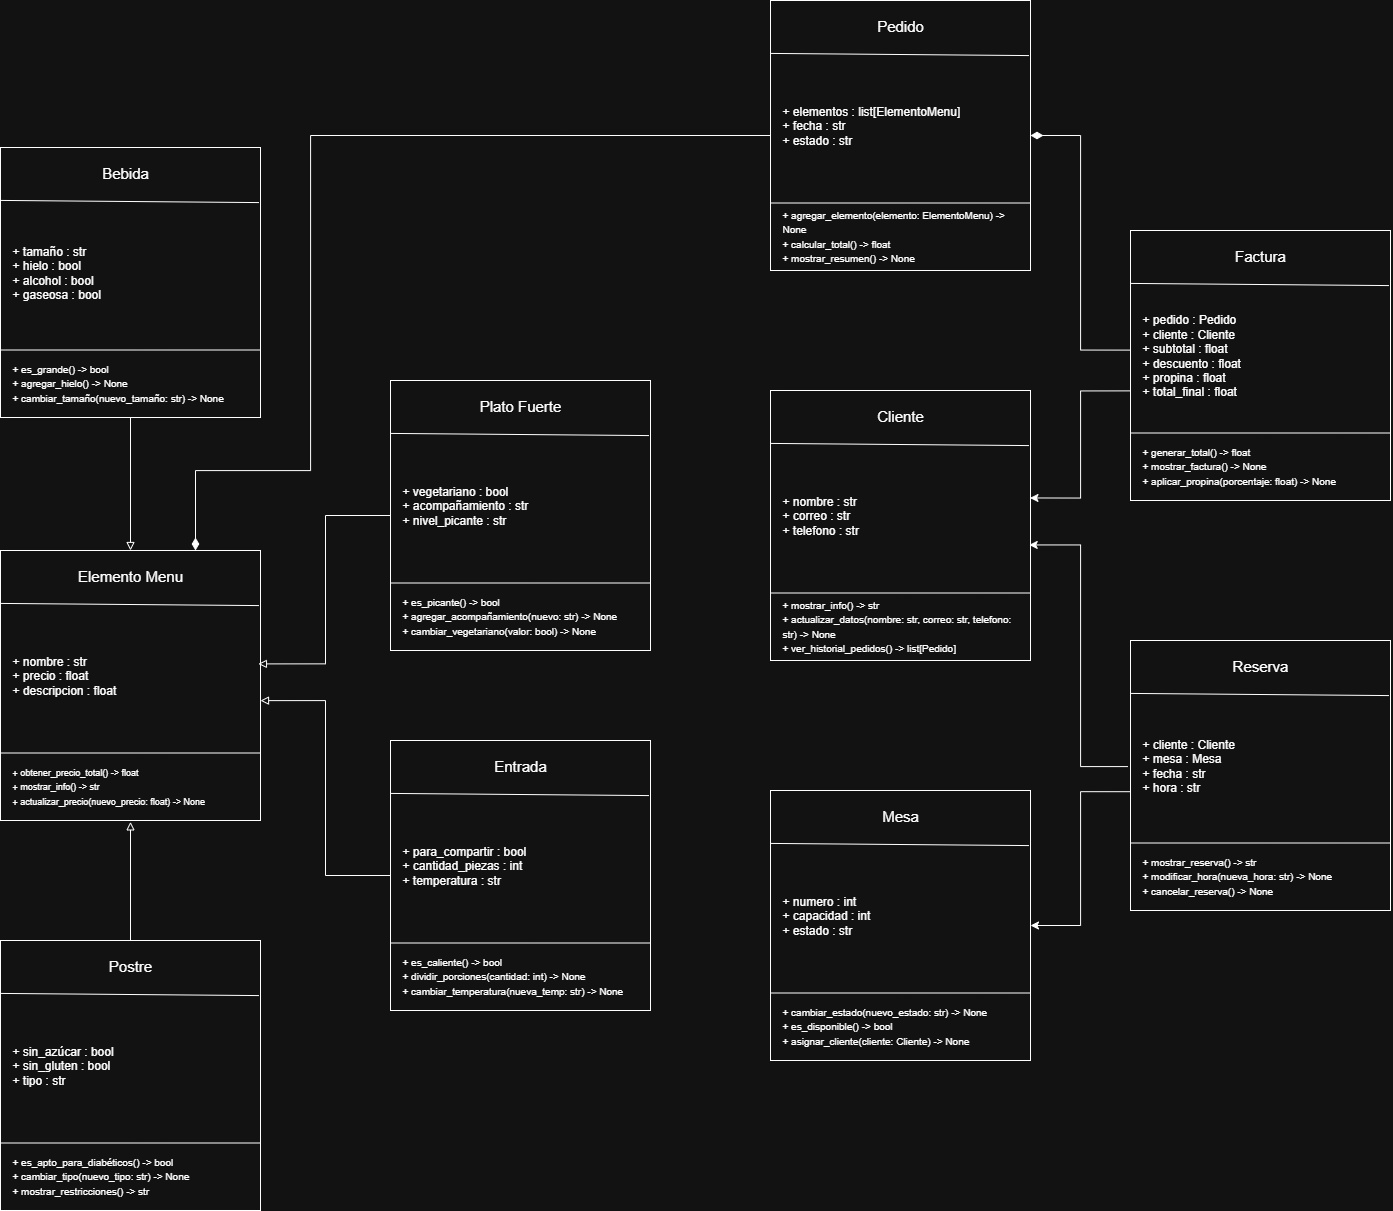 Pedido
+ elementos : list[ElementoMenu]
+ fecha : str
+ estado : str
+ agregar_elemento(elemento: ElementoMenu) ->
None
+ calcular_total() -> float
+ mostrar_resumen() -> None
Bebida
+ tamaño : str
+ hielo : bool
+ alcohol : bool
+ gaseosa : bool
+ es_grande() -> bool
+ agregar_hielo() -> None
+ cambiar_tamaño(nuevo_tamaño: str) -> None
Factura
+ pedido : Pedido
+ cliente : Cliente
+ subtotal : float
+ descuento : float
+ propina : float
+ total_final : float
+ generar_total() -> float
+ mostrar_factura() -> None
+ aplicar_propina(porcentaje: float) -> None
Plato Fuerte
+ vegetariano : bool
+ acompañamiento : str
+ nivel_picante : str
+ es_picante() -> bool
+ agregar_acompañamiento(nuevo: str) -> None
+ cambiar_vegetariano(valor: bool) -> None
Cliente
+ nombre : str
+ correo : str
+ telefono : str
+ mostrar_info() -> str
+ actualizar_datos(nombre: str, correo: str, telefono:
str) -> None
+ ver_historial_pedidos() -> list[Pedido]
Elemento Menu
+ nombre : str
+ precio : float
+ descripcion : float
+ obtener_precio_total() -> float
+ mostrar_info() -> str
+ actualizar_precio(nuevo_precio: float) -> None
Reserva
+ cliente : Cliente
+ mesa : Mesa
+ fecha : str
+ hora : str
+ mostrar_reserva() -> str
+ modificar_hora(nueva_hora: str) -> None
+ cancelar_reserva() -> None
Entrada
+ para_compartir : bool
+ cantidad_piezas : int
+ temperatura : str
+ es_caliente() -> bool
+ dividir_porciones(cantidad: int) -> None
+ cambiar_temperatura(nueva_temp: str) -> None
Mesa
+ numero : int
+ capacidad : int
+ estado : str
+ cambiar_estado(nuevo_estado: str) -> None
+ es_disponible() -> bool
+ asignar_cliente(cliente: Cliente) -> None
Postre
+ sin_azúcar : bool
+ sin_gluten : bool
+ tipo : str
+ es_apto_para_diabéticos() -> bool
+ cambiar_tipo(nuevo_tipo: str) -> None
+ mostrar_restricciones() -> str